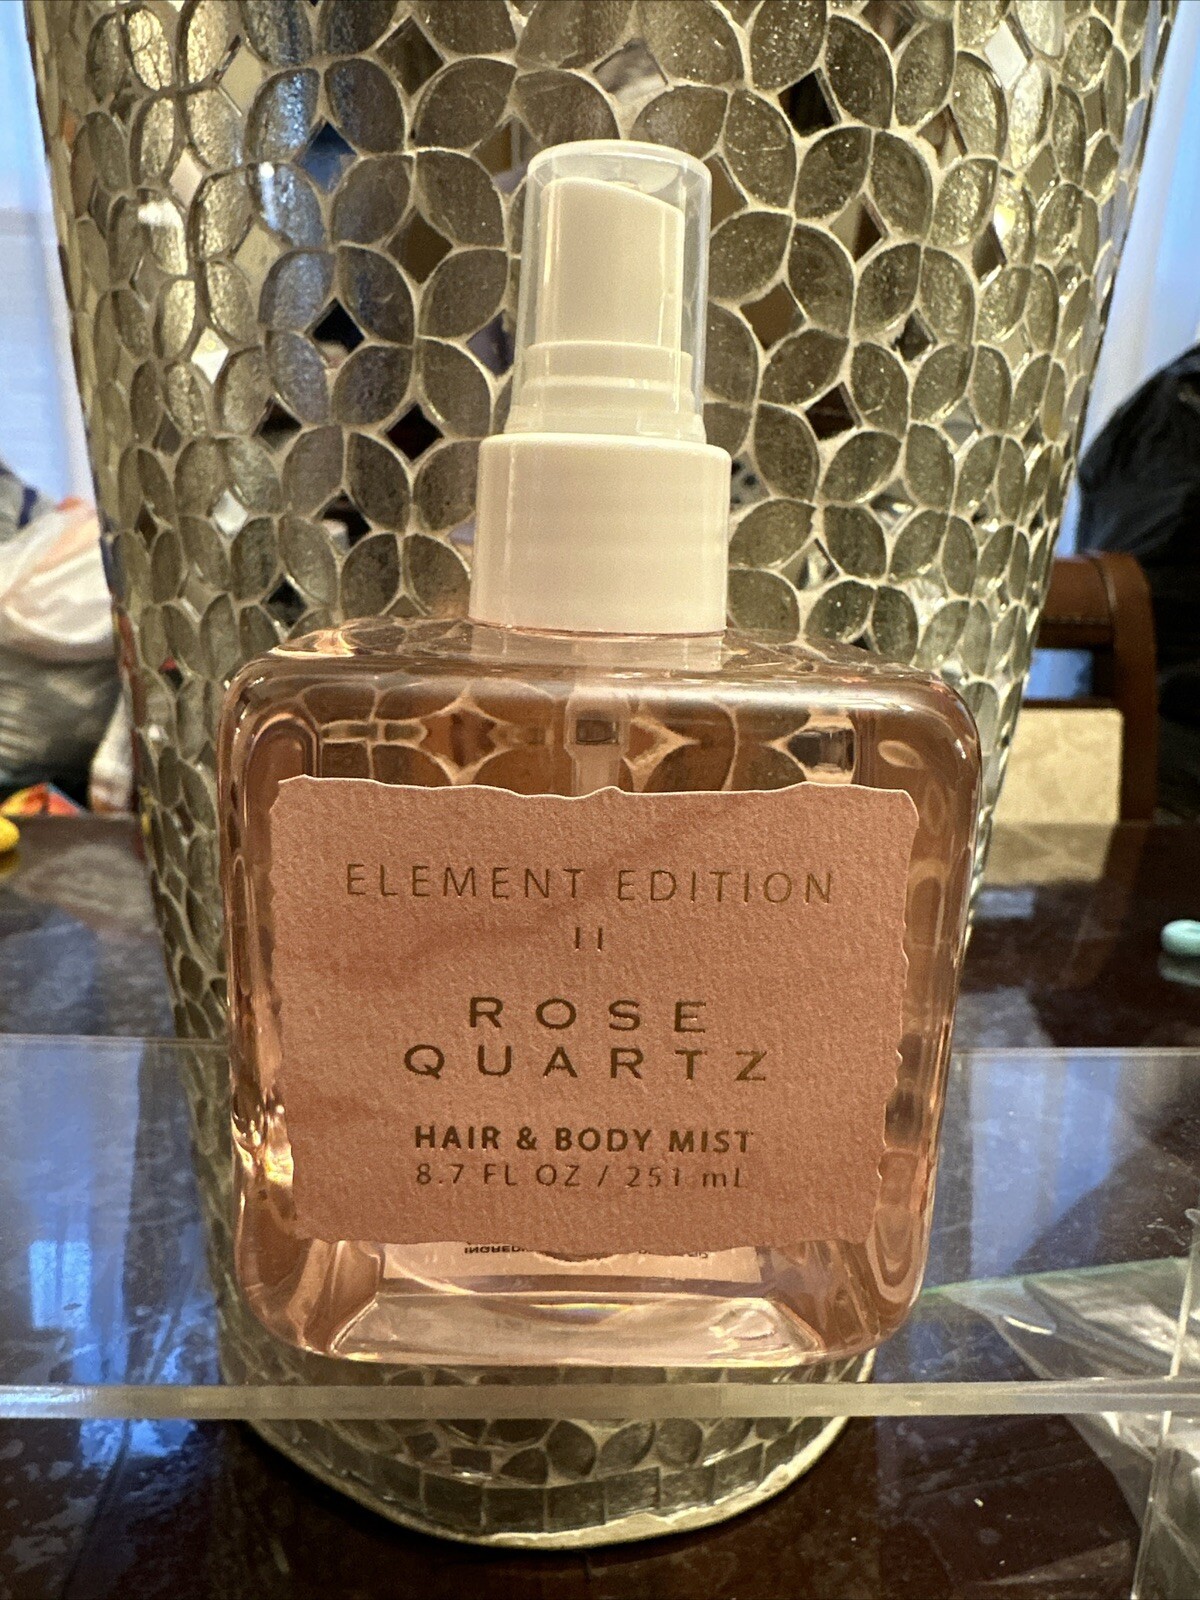 ELEMENT EDITION
II
ROSE
QUARTZ
HAIR & BODY MIST
8.7 FL OZ / 251 mL